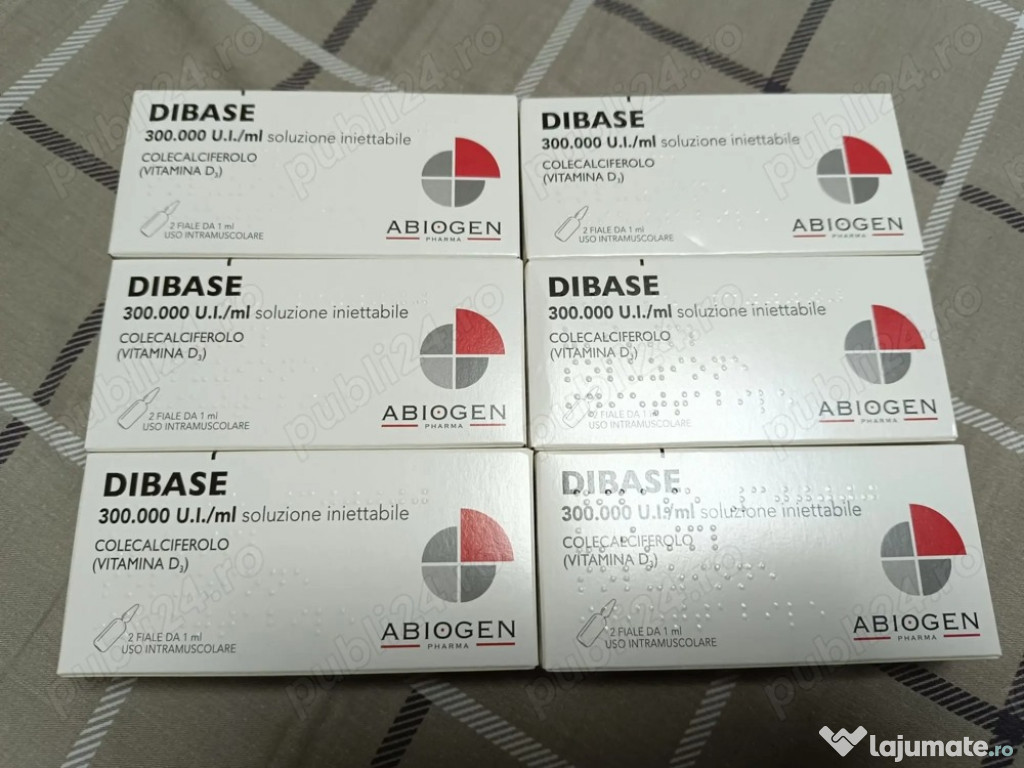 DIBASE
300.000 U.I./ml soluzione iniettabile
COLECALCIFEROLO
(VITAMINA D3)
2 FIALE DA 1 ml
USO INTRAMUSCOLARE
ABIOGEN
PHARMA
DIBASE
300.000 U.I./ml soluzione iniettabile
COLECALCIFEROLO
(VITAMINA D3)
2 FIALE DA 1 ml
USO INTRAMUSCOLARE
ABIOGEN
PHARMA
DIBASE
300.000 U.I./ml soluzione iniettabile
COLECALCIFEROLO
(VITAMINA D3)
2 FIALE DA 1 ml
USO INTRAMUSCOLARE
ABIOGEN
PHARMA
DIBASE
300.000 U.I./ml soluzione iniettabile
COLECALCIFEROLO
(VITAMINA D3)
2 FIALE DA 1 ml
USO INTRAMUSCOLARE
ABIOGEN
PHARMA
DIBASE
300.000 U.I./ml soluzione iniettabile
COLECALCIFEROLO
(VITAMINA D3)
2 FIALE DA 1 ml
USO INTRAMUSCOLARE
ABIOGEN
PHARMA
DIBASE
300.000 U.I./ml soluzione iniettabile
COLECALCIFEROLO
(VITAMINA D3)
2 FIALE DA 1 ml
USO INTRAMUSCOLARE
ABIOGEN
PHARMA
publi24.ro
lajumate.ro